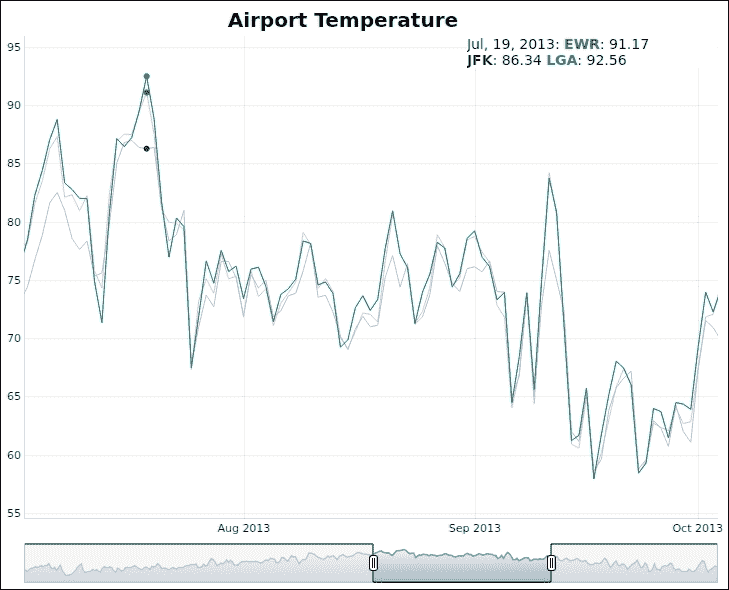 Airport Temperature
Jul, 19, 2013: EWR: 91.17
JFK: 86.34 LGA: 92.56
95
90
85
80
75
70
65
60
55
Aug 2013 Sep 2013 Oct 2013